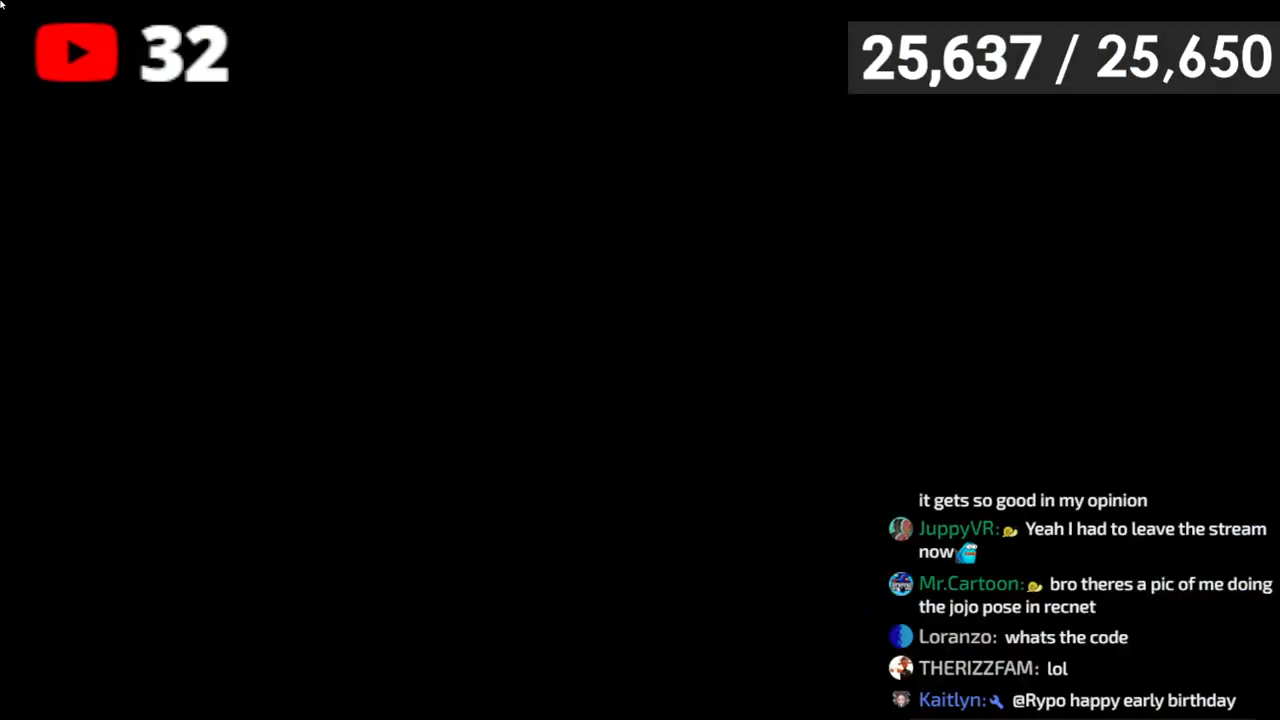 32
25,637 / 25,650
it gets so good in my opinion
JuppyVR: Yeah I had to leave the stream
now
Mr.Cartoon: bro theres a pic of me doing
the jojo pose in recnet
Loranzo: whats the code
THERIZZFAM: lol
Kaitlyn: @Rypo happy early birthday